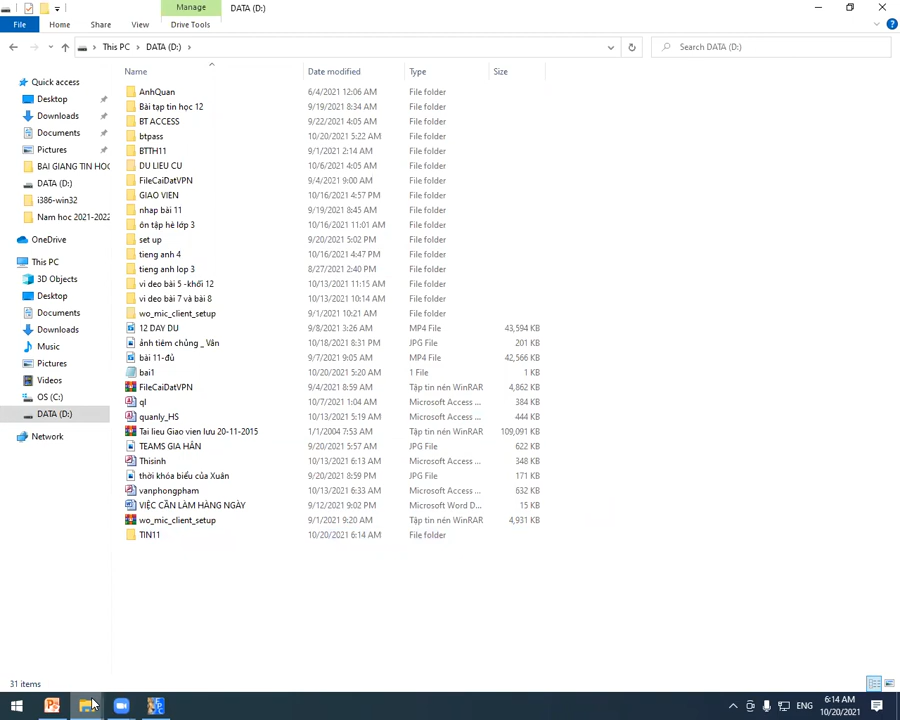 Manage
DATA (D:)
File
Home
Share
View
Drive Tools
This PC
DATA (D:)
Search DATA (D:)
Name
Date modified
Type
Size
Quick access
Desktop
Downloads
Documents
Pictures
BAI GIANG TIN HOC
DATA (D:)
i386-win32
Nam hoc 2021-2022
OneDrive
This PC
3D Objects
Desktop
Documents
Downloads
Music
Pictures
Videos
OS (C:)
DATA (D:)
Network
AnhQuan 6/4/2021 12:06 AM File folder
Bài tạp tin học 12 9/19/2021 8:34 AM File folder
BT ACCESS 9/22/2021 4:05 AM File folder
btpass 10/20/2021 5:22 AM File folder
BTTH11 9/1/2021 2:14 AM File folder
DU LIEU CU 10/6/2021 4:05 AM File folder
FileCaiDatVPN 9/4/2021 9:00 AM File folder
GIAO VIEN 10/16/2021 4:57 PM File folder
nhap bài 11 9/19/2021 8:45 AM File folder
ôn tập hè lớp 3 10/16/2021 11:01 AM File folder
set up 9/20/2021 5:02 PM File folder
tieng anh 4 10/16/2021 4:47 PM File folder
tieng anh lop 3 8/27/2021 2:40 PM File folder
vi deo bài 5 -khối 12 10/13/2021 11:15 AM File folder
vi deo bài 7 và bài 8 10/13/2021 10:14 AM File folder
wo_mic_client_setup 9/1/2021 10:21 AM File folder
12 DAY DU 9/8/2021 3:26 AM MP4 File 43,594 KB
ảnh tiêm chủng _ Vân 10/18/2021 8:31 PM JPG File 201 KB
bài 11-đủ 9/7/2021 9:05 AM MP4 File 42,566 KB
bai1 10/20/2021 5:20 AM 1 File 1 KB
FileCaiDatVPN 9/4/2021 8:59 AM Tập tin nén WinRAR 4,862 KB
ql 10/7/2021 1:04 AM Microsoft Access ... 384 KB
quanly_HS 10/13/2021 5:19 AM Microsoft Access ... 444 KB
Tai lieu Giao vien lưu 20-11-2015 1/1/2004 7:53 AM Tập tin nén WinRAR 109,091 KB
TEAMS GIA HÂN 9/20/2021 5:57 AM JPG File 622 KB
Thisinh 10/13/2021 6:13 AM Microsoft Access ... 348 KB
thời khóa biểu của Xuân 9/20/2021 8:59 PM JPG File 171 KB
vanphongpham 10/13/2021 6:33 AM Microsoft Access ... 632 KB
VIỆC CẦN LÀM HÀNG NGÀY 9/12/2021 9:02 PM Microsoft Word D... 15 KB
wo_mic_client_setup 9/1/2021 9:20 AM Tập tin nén WinRAR 4,931 KB
TIN11 10/20/2021 6:14 AM File folder
31 items
ENG
6:14 AM
10/20/2021